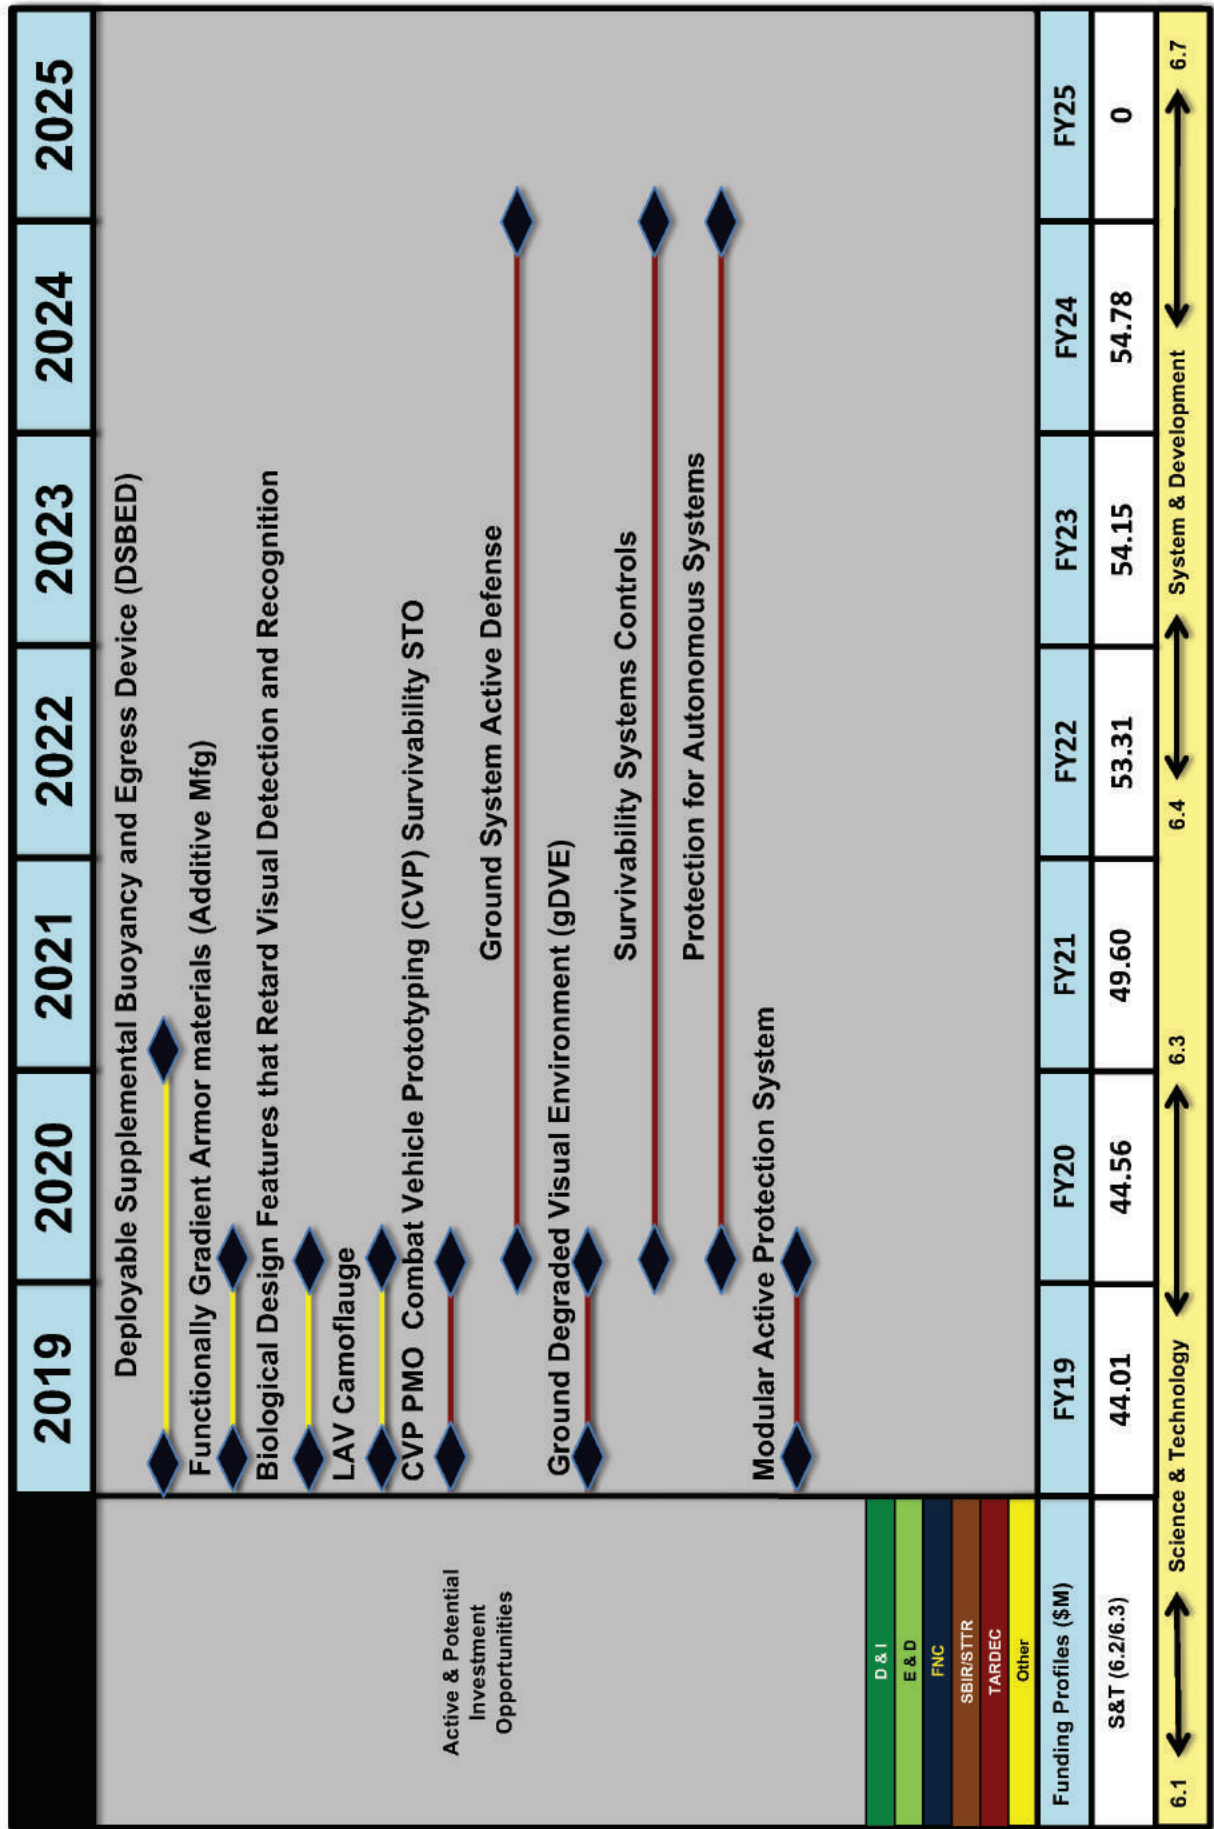 2019 2020 2021 2022 2023 2024 2025
Deployable Supplemental Buoyancy and Egress Device (DSBED)
Functionally Gradient Armor materials (Additive Mfg)
Biological Design Features that Retard Visual Detection and Recognition
LAV Camoflauge
CVP PMO Combat Vehicle Prototyping (CVP) Survivability STO
Ground System Active Defense
Ground Degraded Visual Environment (gDVE)
Survivability Systems Controls
Protection for Autonomous Systems
Modular Active Protection System
Active & Potential
Investment
Opportunities
D & I
E & D
FNC
SBIR/STTR
TARDEC
Other
Funding Profiles ($M) FY19 FY20 FY21 FY22 FY23 FY24 FY25
S&T (6.2/6.3) 44.01 44.56 49.60 53.31 54.15 54.78 0
6.1 Science & Technology 6.3 6.4 System & Development 6.7